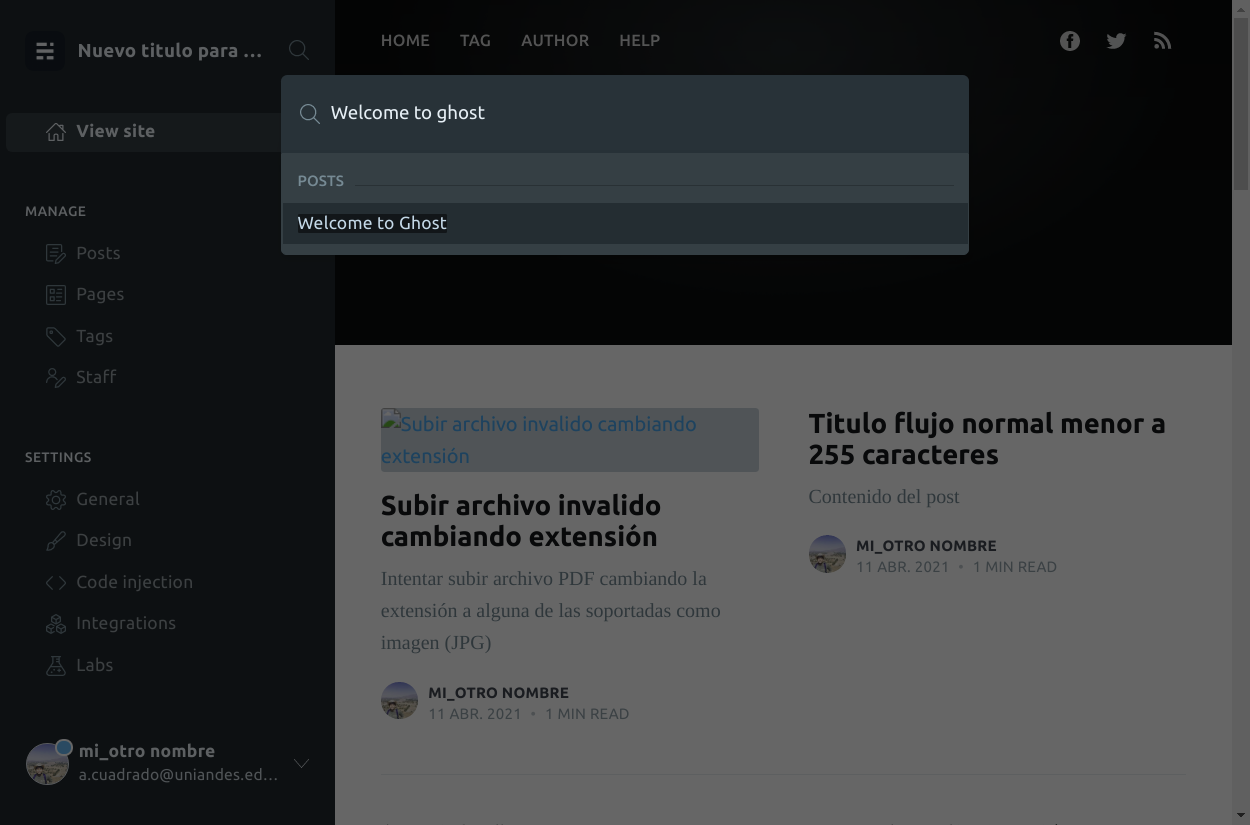 Nuevo titulo para ...
HOME TAG AUTHOR HELP
Welcome to ghost
POSTS
Welcome to Ghost
View site
MANAGE
Posts
Pages
Tags
Staff
SETTINGS
General
Design
Code injection
Integrations
Labs
mi_otro nombre
a.cuadrado@uniandes.ed...
Subir archivo invalido cambiando
extensión
Subir archivo invalido
cambiando extensión
Intentar subir archivo PDF cambiando la
extensión a alguna de las soportadas como
imagen (JPG)
MI_OTRO NOMBRE
11 ABR. 2021 • 1 MIN READ
Titulo flujo normal menor a
255 caracteres
Contenido del post
MI_OTRO NOMBRE
11 ABR. 2021 • 1 MIN READ